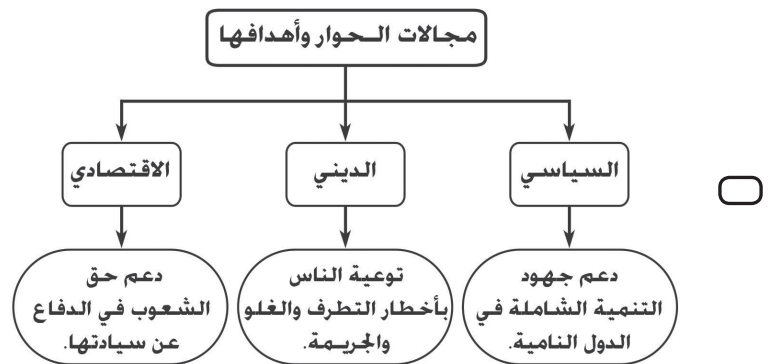 مجالات الحوار وأهدافها
السياسي
الديني
الاقتصادي
دعم جهود
التنمية الشاملة في
الدول النامية.
توعية الناس
بأخطار التطرف والغلو
والجريمة.
دعم حق
الشعوب في الدفاع
عن سيادتها.